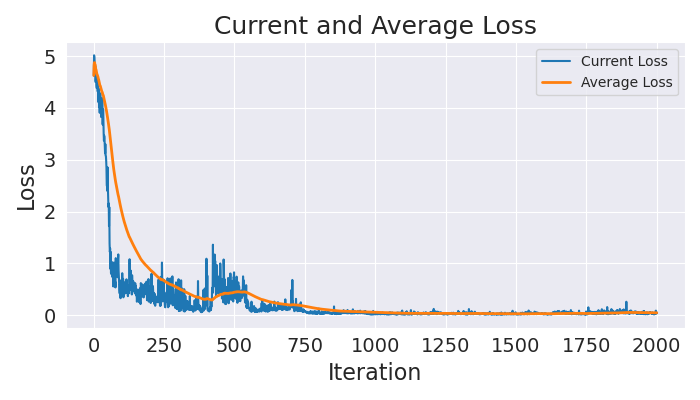 Current and Average Loss
Current Loss
Average Loss
Loss
5
4
3
2
1
0
0 250 500 750 1000 1250 1500 1750 2000
Iteration